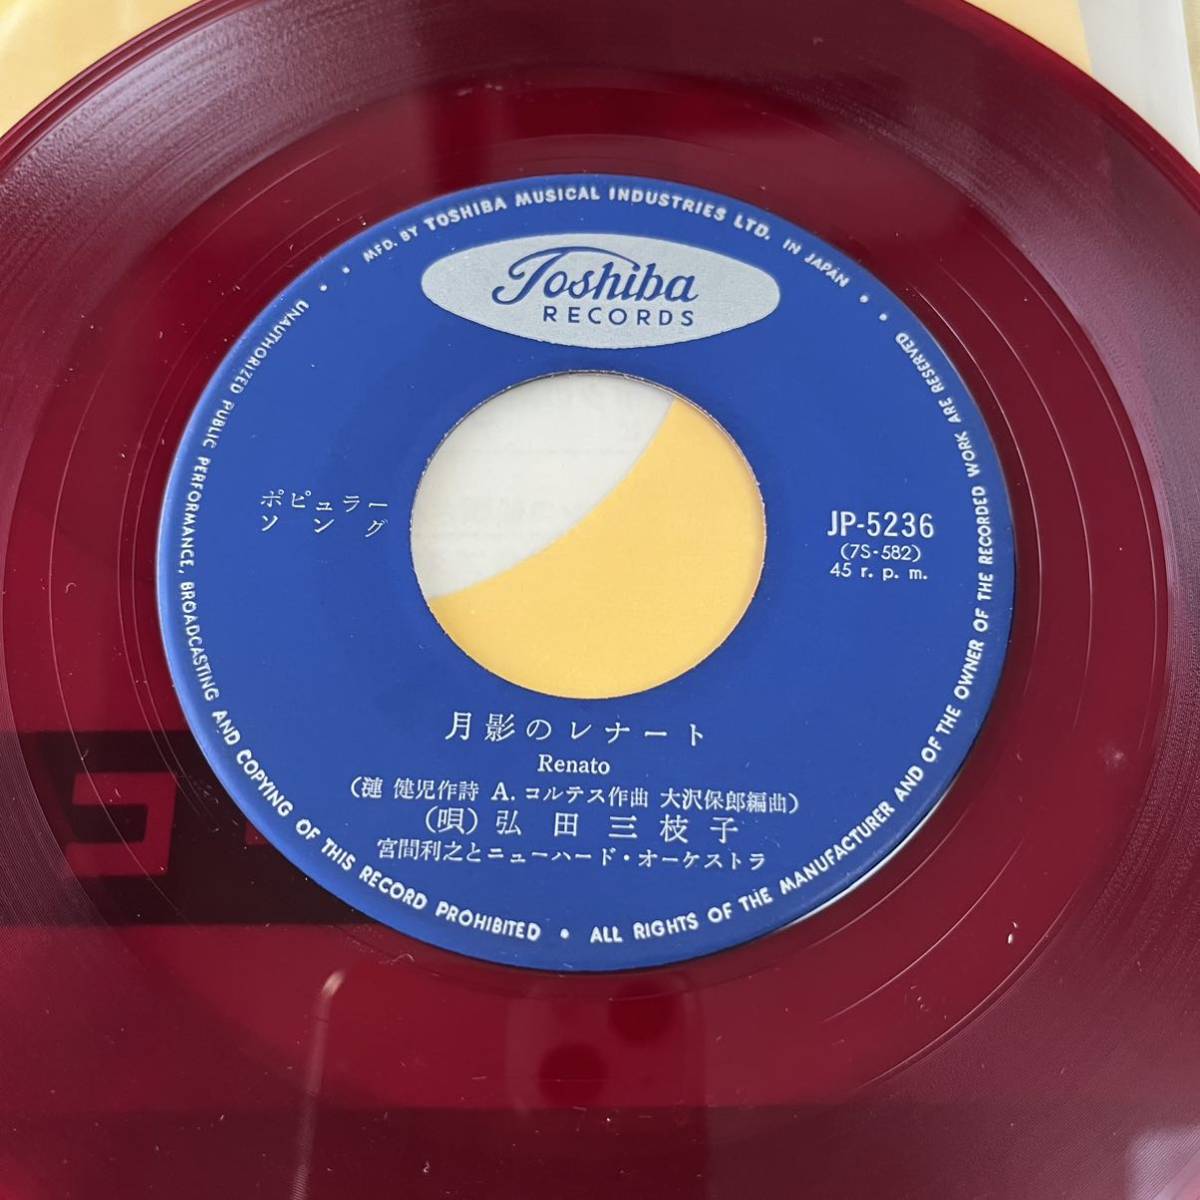 MFD. BY TOSHIBA MUSICAL INDUSTRIES LTD. IN JAPAN
Toshiba
RECORDS
ポピュラー
ソング
JP-5236
(7S-582)
45 r. p. m.
月影のレナート
Renato
(漣 健児作詩 A. コルテス作曲 大沢保郎編曲)
(唄) 弘田三枝子
宮間利之とニューハード・オーケストラ
UNAUTHORIZED PUBLIC PERFORMANCE, BROADCASTING AND COPYING OF THIS RECORD PROHIBITED • ALL RIGHTS OF THE MANUFACTURER AND OF THE OWNER OF THE RECORDED WORK ARE RESERVED